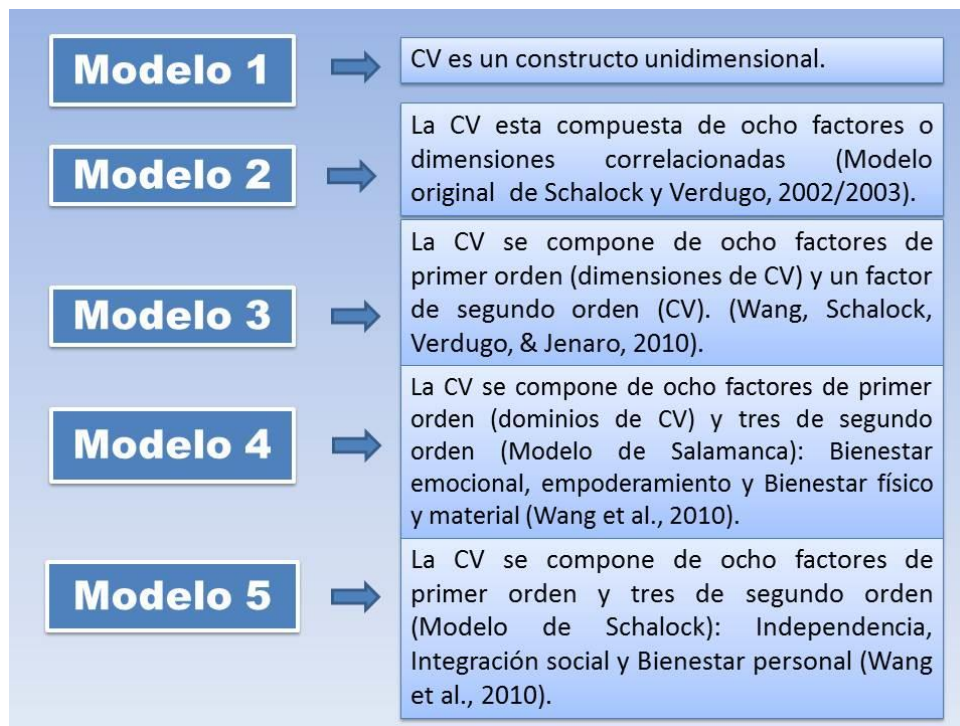 Modelo 1
CV es un constructo unidimensional.
Modelo 2
La CV esta compuesta de ocho factores o
dimensiones correlacionadas (Modelo
original de Schalock y Verdugo, 2002/2003).
Modelo 3
La CV se compone de ocho factores de
primer orden (dimensiones de CV) y un factor
de segundo orden (CV). (Wang, Schalock,
Verdugo, & Jenaro, 2010).
Modelo 4
La CV se compone de ocho factores de primer
orden (dominios de CV) y tres de segundo
orden (Modelo de Salamanca): Bienestar
emocional, empoderamiento y Bienestar físico
y material (Wang et al., 2010).
Modelo 5
La CV se compone de ocho factores de
primer orden y tres de segundo orden
(Modelo de Schalock): Independencia,
Integración social y Bienestar personal (Wang
et al., 2010).